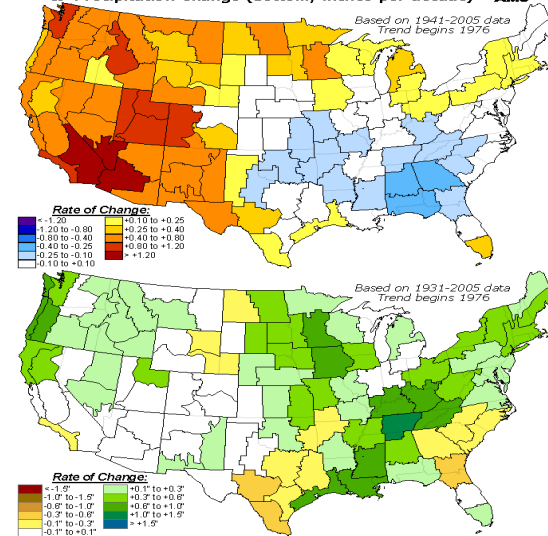 Precipitation Change (Bottom, inches per decade)
Based on 1941-2005 data
Trend begins 1976
Rate of Change:
< -1.20
-1.20 to -0.80
-0.80 to -0.40
-0.40 to -0.25
-0.25 to -0.10
-0.10 to +0.10
+0.10 to +0.25
+0.25 to +0.40
+0.40 to +0.80
+0.80 to +1.20
> +1.20
Based on 1931-2005 data
Trend begins 1976
Rate of Change:
< -1.5"
-1.0" to -1.5"
-0.6" to -1.0"
-0.3" to -0.6"
-0.1" to -0.3"
-0.1" to +0.1"
+0.1" to +0.3"
+0.3" to +0.6"
+0.6" to +1.0"
+1.0" to +1.5"
> +1.5"